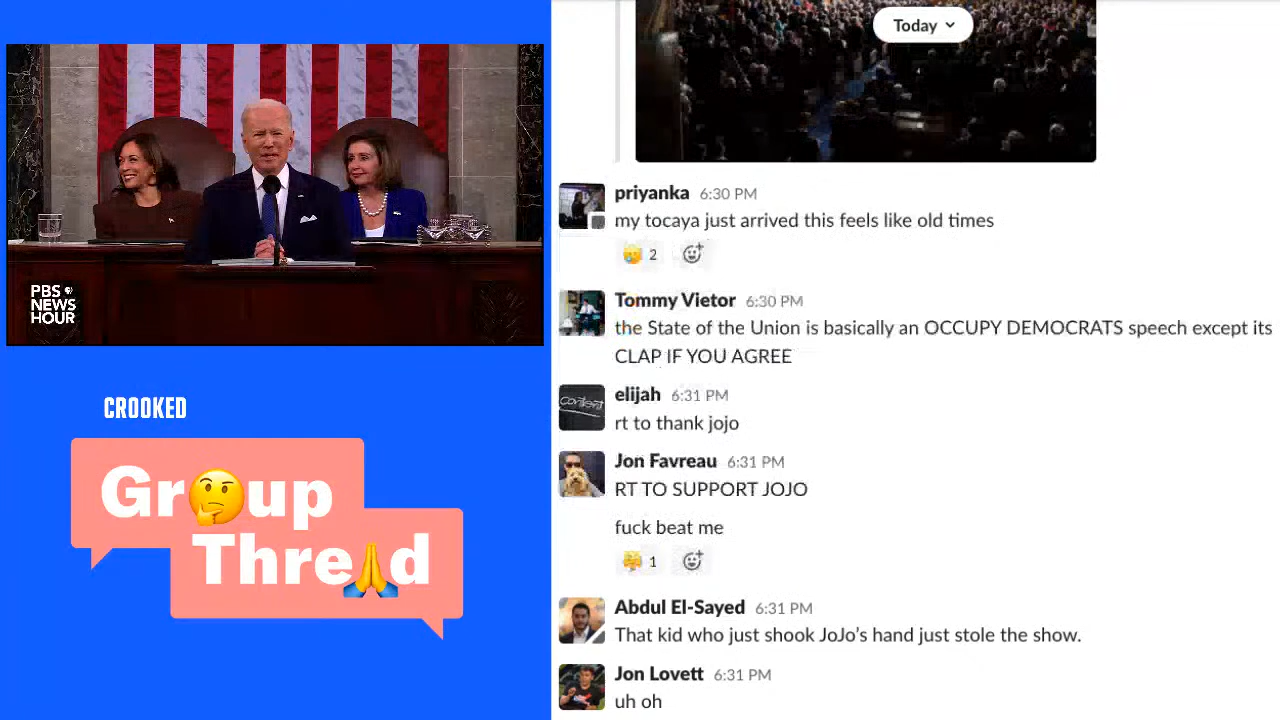 PBS
NEWS
HOUR
CROOKED
Gr🤔up
Thre🙏d
Today
priyanka 6:30 PM
my tocaya just arrived this feels like old times
2
Tommy Vietor 6:30 PM
the State of the Union is basically an OCCUPY DEMOCRATS speech except its
CLAP IF YOU AGREE
content
elijah 6:31 PM
rt to thank jojo
Jon Favreau 6:31 PM
RT TO SUPPORT JOJO
fuck beat me
1
Abdul El-Sayed 6:31 PM
That kid who just shook JoJo’s hand just stole the show.
Jon Lovett 6:31 PM
uh oh